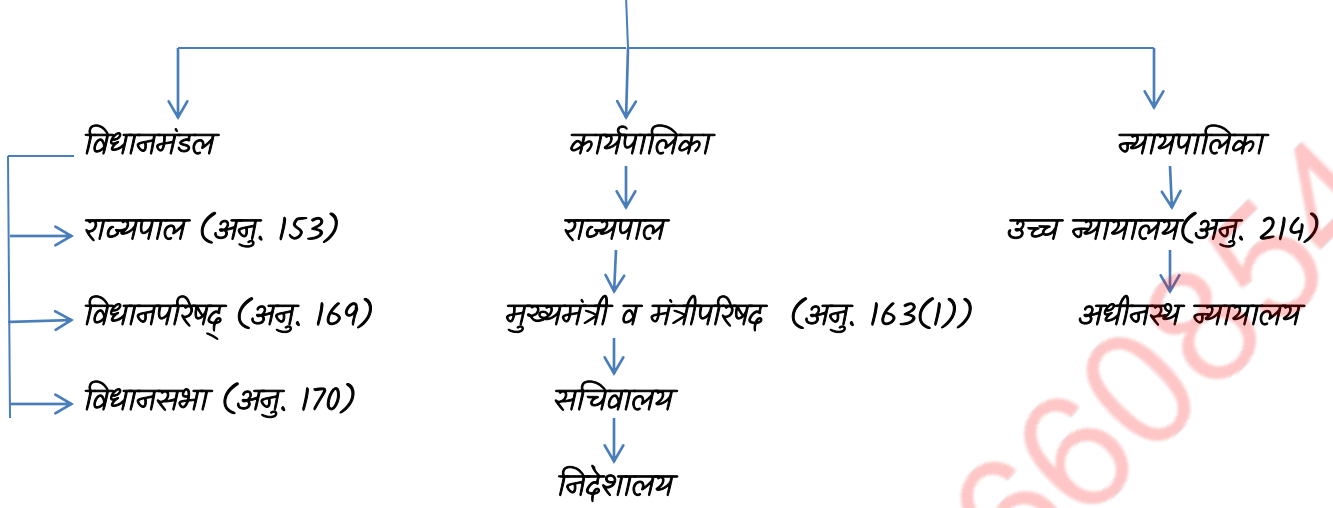 विधानमंडल कार्यपालिका न्यायपालिका
राज्यपाल (अनु. 153) राज्यपाल उच्च न्यायालय(अनु. 214)
विधानपरिषद् (अनु. 169) मुख्यमंत्री व मंत्रीपरिषद (अनु. 163(1)) अधीनस्थ न्यायालय
विधानसभा (अनु. 170) सचिवालय
निदेशालय
660854